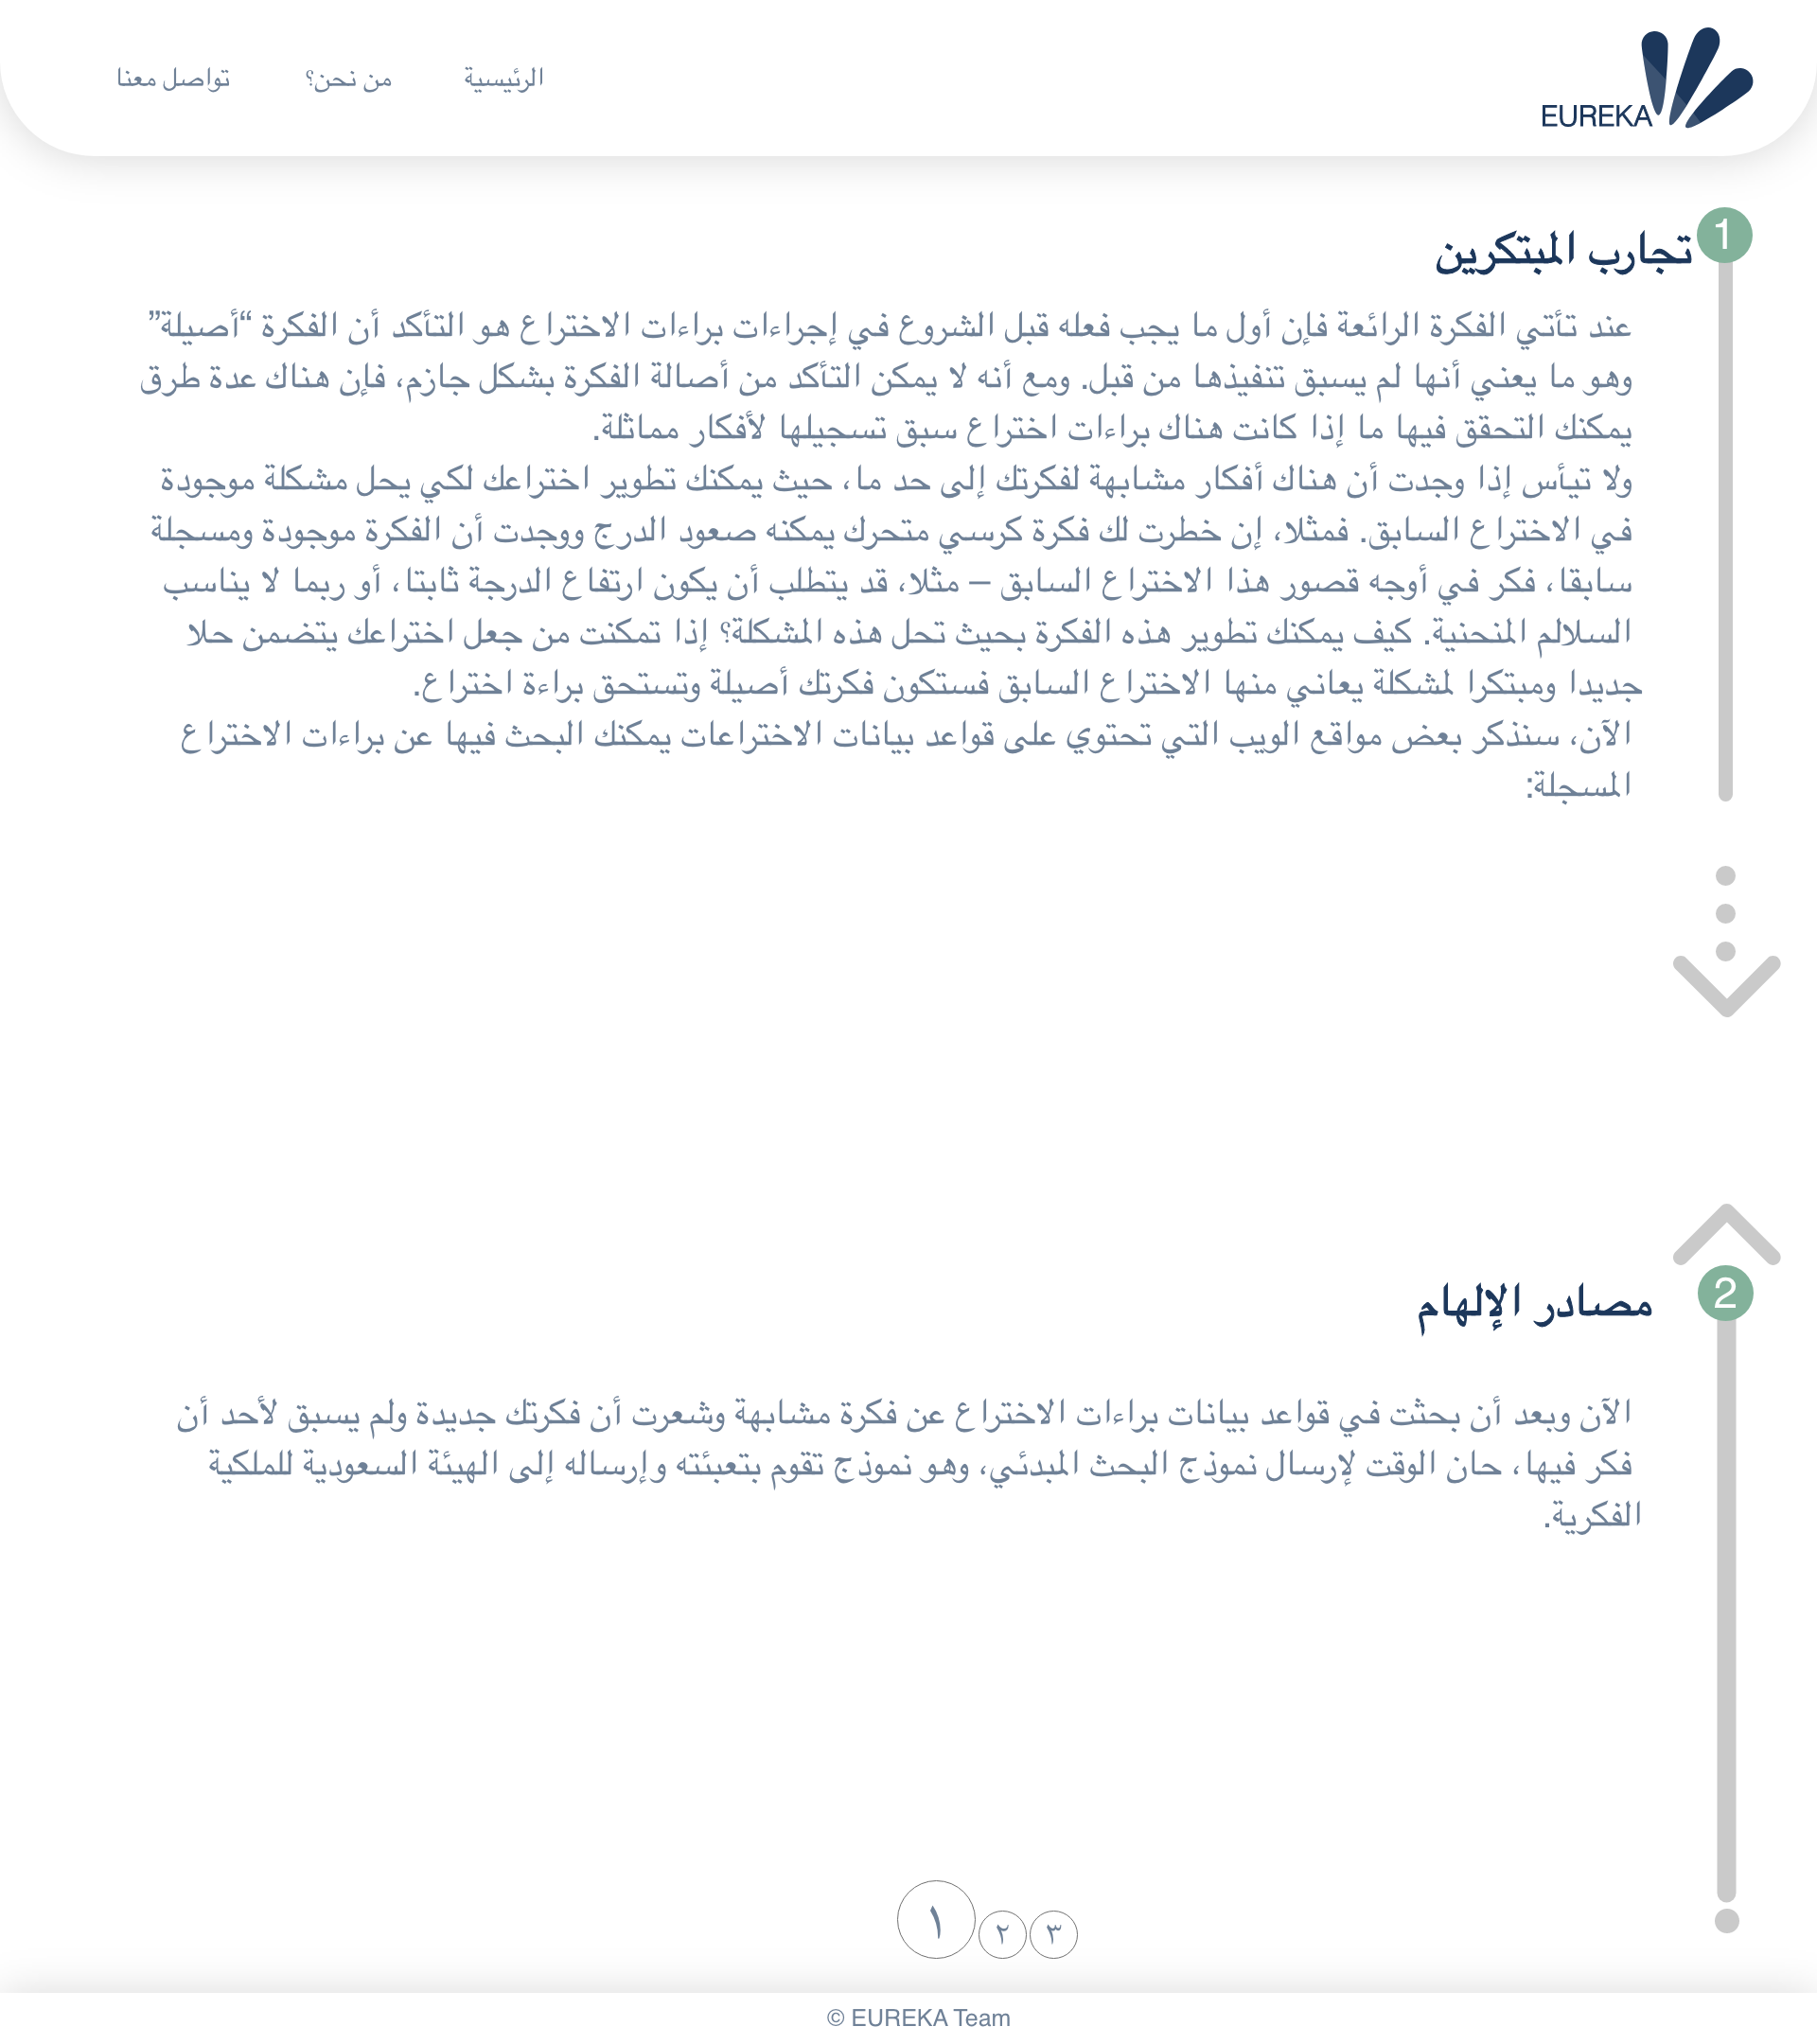 EURKEA
الرئيسية
من نحن؟
تواصل معنا
1
تجارب المبتكرين
عند تأتي الفكرة الرائعة فإن أول ما يجب فعله قبل الشروع في إجراءات براءات الاختراع هو التأكد أن الفكرة “أصيلة”
وهو ما يعني أنها لم يسبق تنفيذها من قبل. ومع أنه لا يمكن التأكد من أصالة الفكرة بشكل جازم، فإن هناك عدة طرق
يمكنك التحقق فيها ما إذا كانت هناك براءات اختراع سبق تسجيلها لأفكار مماثلة.
ولا تيأس إذا وجدت أن هناك أفكار مشابهة لفكرتك إلى حد ما، حيث يمكنك تطوير اختراعك لكي يحل مشكلة موجودة
في الاختراع السابق. فمثلا، إن خطرت لك فكرة كرسي متحرك يمكنه صعود الدرج ووجدت أن الفكرة موجودة ومسجلة
سابقا، فكر في أوجه قصور هذا الاختراع السابق – مثلا، قد يتطلب أن يكون ارتفاع الدرجة ثابتا، أو ربما لا يناسب
السلالم المنحنية. كيف يمكنك تطوير هذه الفكرة بحيث تحل هذه المشكلة؟ إذا تمكنت من جعل اختراعك يتضمن حلا
جديدا ومبتكرا لمشكلة يعاني منها الاختراع السابق فستكون فكرتك أصيلة وتستحق براءة اختراع.
الآن، سنذكر بعض مواقع الويب التي تحتوي على قواعد بيانات الاختراعات يمكنك البحث فيها عن براءات الاختراع
المسجلة:
2
مصادر الإلهام
الآن وبعد أن بحثت في قواعد بيانات براءات الاختراع عن فكرة مشابهة وشعرت أن فكرتك جديدة ولم يسبق لأحد أن
فكر فيها، حان الوقت لإرسال نموذج البحث المبدئي، وهو نموذج تقوم بتعبئته وإرساله إلى الهيئة السعودية للملكية
الفكرية.
١ ٢ ٣
© EUREKA Team